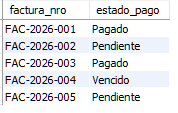 factura_nro estado_pago
FAC-2026-001 Pagado
FAC-2026-002 Pendiente
FAC-2026-003 Pagado
FAC-2026-004 Vencido
FAC-2026-005 Pendiente